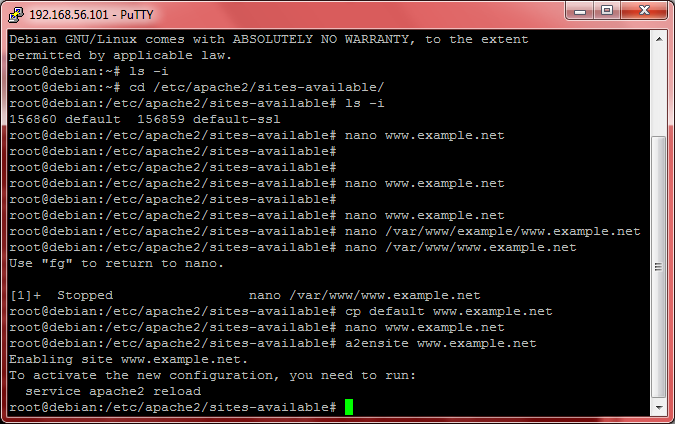 192.168.56.101 - PuTTY
Debian GNU/Linux comes with ABSOLUTELY NO WARRANTY, to the extent
permitted by applicable law.
root@debian:~# ls -i
root@debian:~# cd /etc/apache2/sites-available/
root@debian:/etc/apache2/sites-available# ls -i
156860 default  156859 default-ssl
root@debian:/etc/apache2/sites-available# nano www.example.net
root@debian:/etc/apache2/sites-available#
root@debian:/etc/apache2/sites-available#
root@debian:/etc/apache2/sites-available# nano www.example.net
root@debian:/etc/apache2/sites-available#
root@debian:/etc/apache2/sites-available# nano www.example.net
root@debian:/etc/apache2/sites-available# nano /var/www/example/www.example.net
root@debian:/etc/apache2/sites-available# nano /var/www/www.example.net
Use "fg" to return to nano.
[1]+  Stopped                 nano /var/www/www.example.net
root@debian:/etc/apache2/sites-available# cp default www.example.net
root@debian:/etc/apache2/sites-available# nano www.example.net
root@debian:/etc/apache2/sites-available# a2ensite www.example.net
Enabling site www.example.net.
To activate the new configuration, you need to run:
  service apache2 reload
root@debian:/etc/apache2/sites-available#